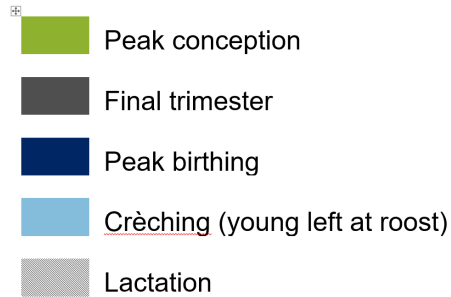 Peak conception
Final trimester
Peak birthing
Crèching (young left at roost)
Lactation